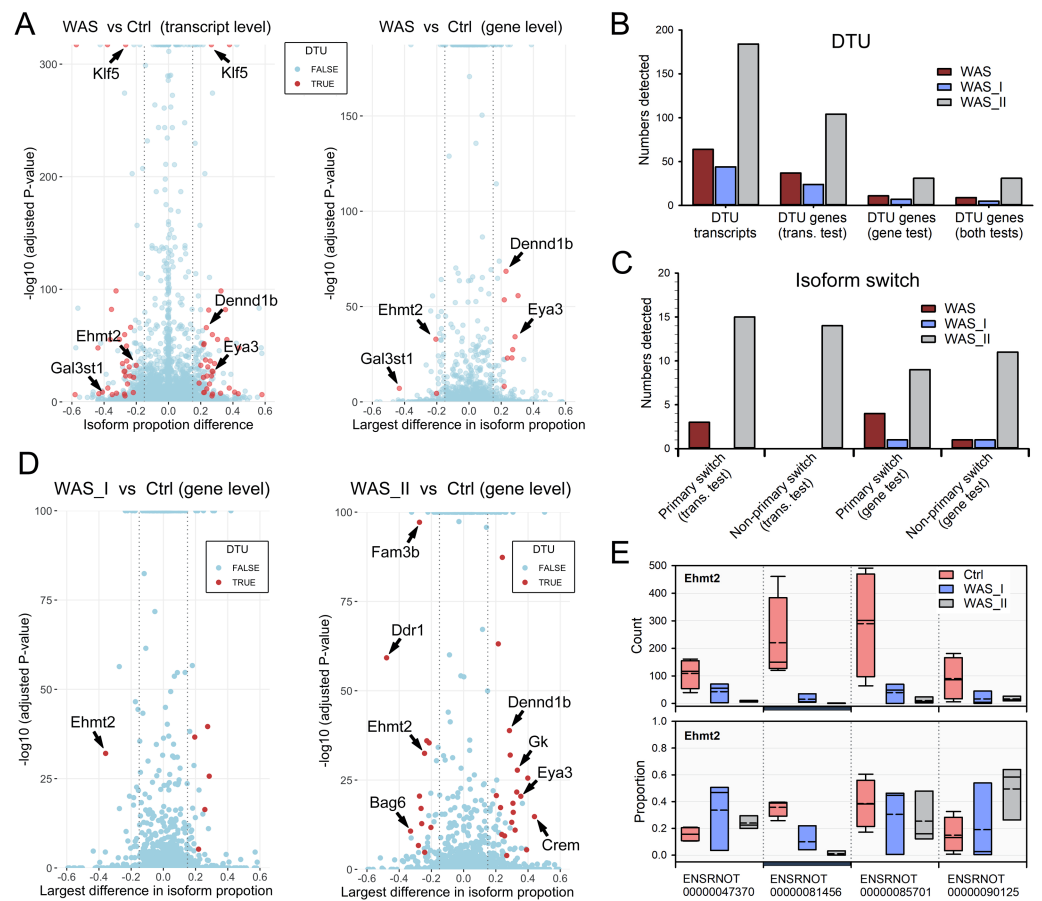 A
WAS vs Ctrl (transcript level)
DTU
FALSE
TRUE
Klf5
Klf5
Dennd1b
Ehmt2
Eya3
Gal3st1
300
200
100
0
-log10 (adjusted P-value)
-0.6 -0.4 -0.2 0.0 0.2 0.4 0.6
Isoform propotion difference
WAS vs Ctrl (gene level)
Dennd1b
Ehmt2
Eya3
Gal3st1
150
100
50
0
-log10 (adjusted P-value)
-0.6 -0.4 -0.2 0.0 0.2 0.4 0.6
Largest difference in isoform propotion
B
DTU
WAS
WAS_I
WAS_II
Numbers detected
200
150
100
50
0
DTU transcripts
DTU genes (trans. test)
DTU genes (gene test)
DTU genes (both tests)
C
Isoform switch
WAS
WAS_I
WAS_II
Numbers detected
20
15
10
5
0
Primary switch (trans. test)
Non-primary switch (trans. test)
Primary switch (gene test)
Non-primary switch (gene test)
D
WAS_I vs Ctrl (gene level)
DTU
FALSE
TRUE
Ehmt2
100
75
50
25
0
-log10 (adjusted P-value)
-0.6 -0.4 -0.2 0.0 0.2 0.4 0.6
Largest difference in isoform propotion
WAS_II vs Ctrl (gene level)
DTU
FALSE
TRUE
Fam3b
Ddr1
Dennd1b
Ehmt2
Gk
Eya3
Bag6
Crem
100
75
50
25
0
-log10 (adjusted P-value)
-0.6 -0.4 -0.2 0.0 0.2 0.4 0.6
Largest difference in isoform propotion
E
Ehmt2
Ctrl
WAS_I
WAS_II
Count
500
400
300
200
100
0
Ehmt2
Proportion
1.0
0.8
0.6
0.4
0.2
0.0
ENSRNOT 00000047370
ENSRNOT 00000081456
ENSRNOT 00000085701
ENSRNOT 00000090125